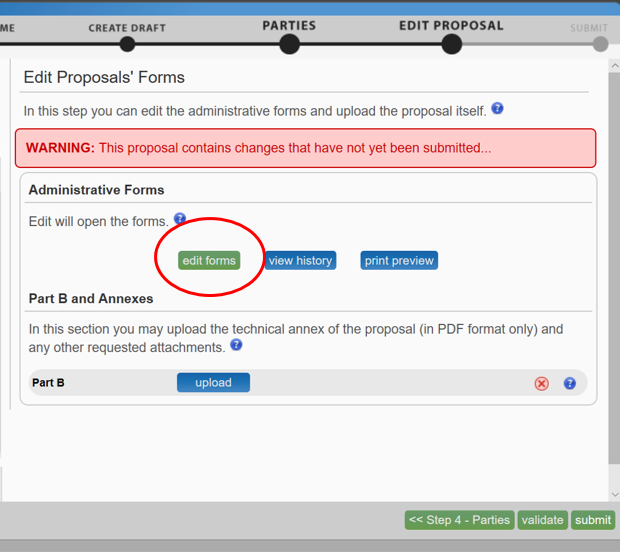 ME CREATE DRAFT PARTIES EDIT PROPOSAL SUBMIT
Edit Proposals' Forms
In this step you can edit the administrative forms and upload the proposal itself. ?
WARNING: This proposal contains changes that have not yet been submitted...
Administrative Forms
Edit will open the forms. ?
edit forms view history print preview
Part B and Annexes
In this section you may upload the technical annex of the proposal (in PDF format only) and
any other requested attachments. ?
Part B upload ?
<< Step 4 - Parties validate submit